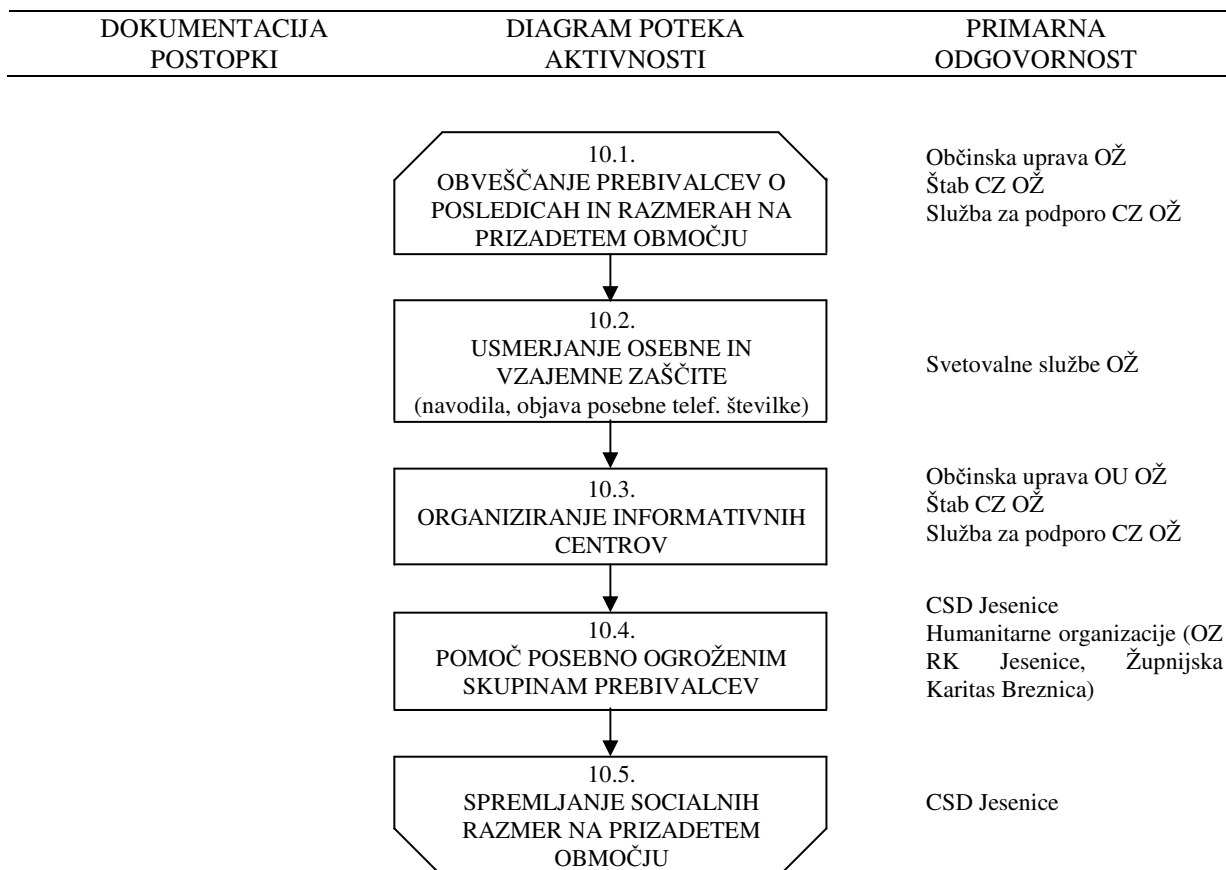 DOKUMENTACIJA
POSTOPKI
DIAGRAM POTEKA
AKTIVNOSTI
PRIMARNA
ODGOVORNOST
10.1.
OBVEŠČANJE PREBIVALCEV O
POSLEDICAH IN RAZMERAH NA
PRIZADETEM OBMOČJU
Občinska uprava OŽ
Štab CZ OŽ
Služba za podporo CZ OŽ
10.2.
USMERJANJE OSEBNE IN
VZAJEMNE ZAŠČITE
(navodila, objava posebne telef. številke)
Svetovalne službe OŽ
10.3.
ORGANIZIRANJE INFORMATIVNIH
CENTROV
Občinska uprava OU OŽ
Štab CZ OŽ
Služba za podporo CZ OŽ
10.4.
POMOČ POSEBNO OGROŽENIM
SKUPINAM PREBIVALCEV
CSD Jesenice
Humanitarne organizacije (OZ
RK Jesenice, Župnijska
Karitas Breznica)
10.5.
SPREMLJANJE SOCIALNIH
RAZMER NA PRIZADETEM
OBMOČJU
CSD Jesenice